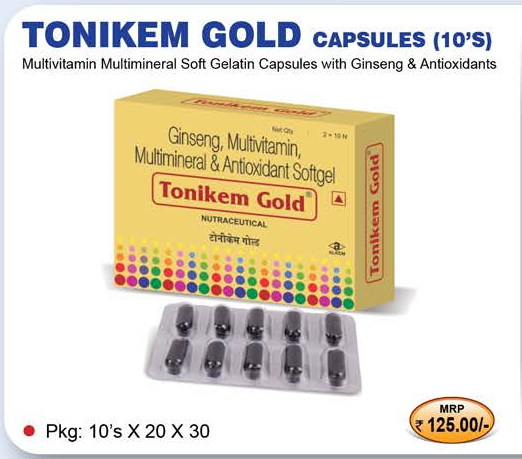 TONIKEM GOLD CAPSULES (10'S)
Multivitamin Multimineral Soft Gelatin Capsules with Ginseng & Antioxidants
Tonikem Gold®
Net Qty
2 × 10 N
Ginseng, Multivitamin,
Multimineral & Antioxidant Softgel
Tonikem Gold®
NUTRACEUTICAL
टोनीकेम गोल्ड
a
ALKEM
Tonikem Gold®
Pkg: 10's X 20 X 30
MRP
₹ 125.00/-